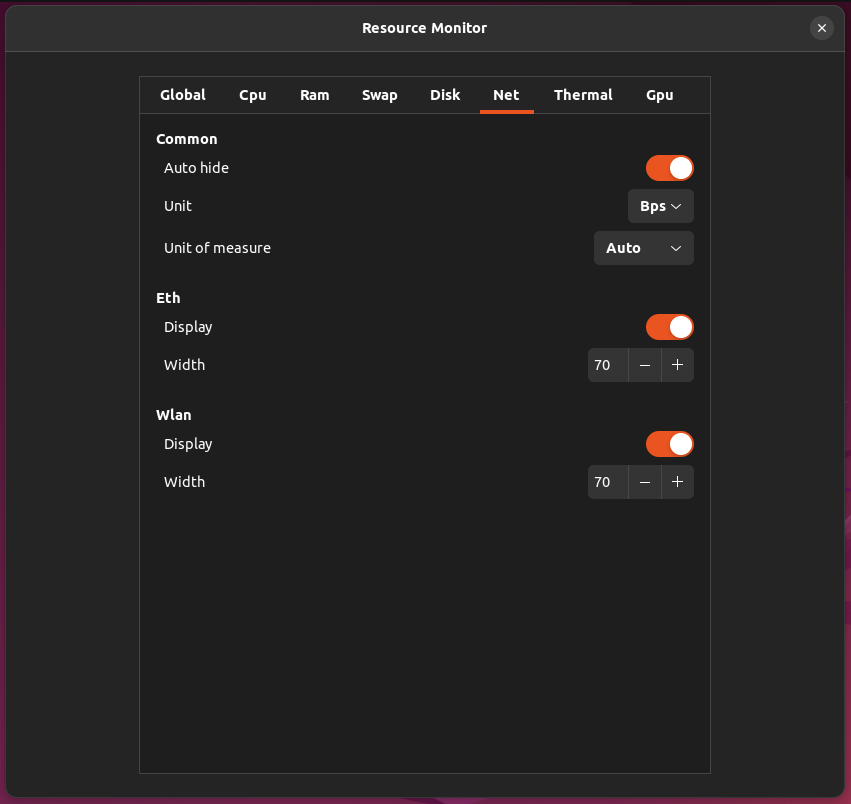 Resource Monitor
Global Cpu Ram Swap Disk Net Thermal Gpu
Common
Auto hide
Unit Bps
Unit of measure Auto
Eth
Display
Width 70
Wlan
Display
Width 70